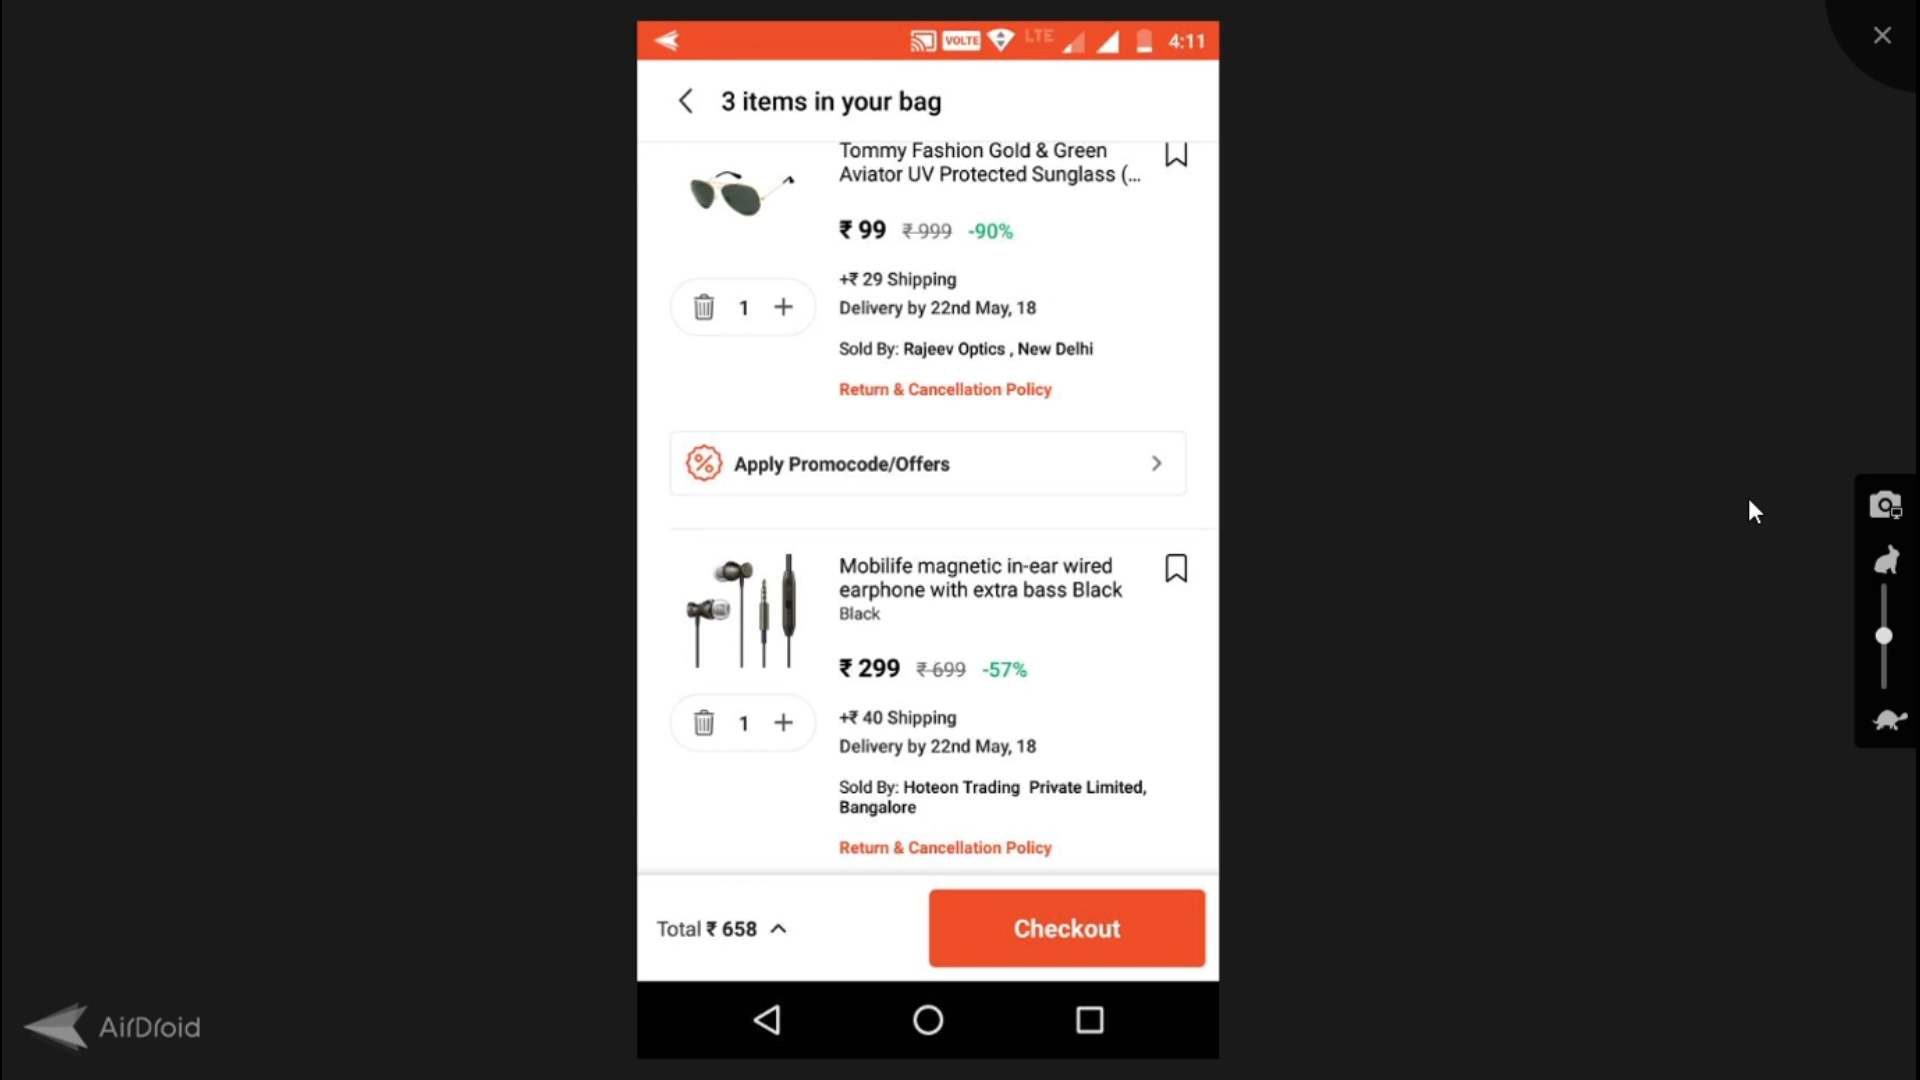 VOLTE LTE 4:11
3 items in your bag
Tommy Fashion Gold & Green
Aviator UV Protected Sunglass (...
₹ 99 ₹ 999 -90%
+₹ 29 Shipping
1
Delivery by 22nd May, 18
Sold By: Rajeev Optics , New Delhi
Return & Cancellation Policy
Apply Promocode/Offers
Mobilife magnetic in-ear wired
earphone with extra bass Black
Black
₹ 299 ₹ 699 -57%
+₹ 40 Shipping
1
Delivery by 22nd May, 18
Sold By: Hoteon Trading Private Limited,
Bangalore
Return & Cancellation Policy
Total ₹ 658
Checkout
AirDroid